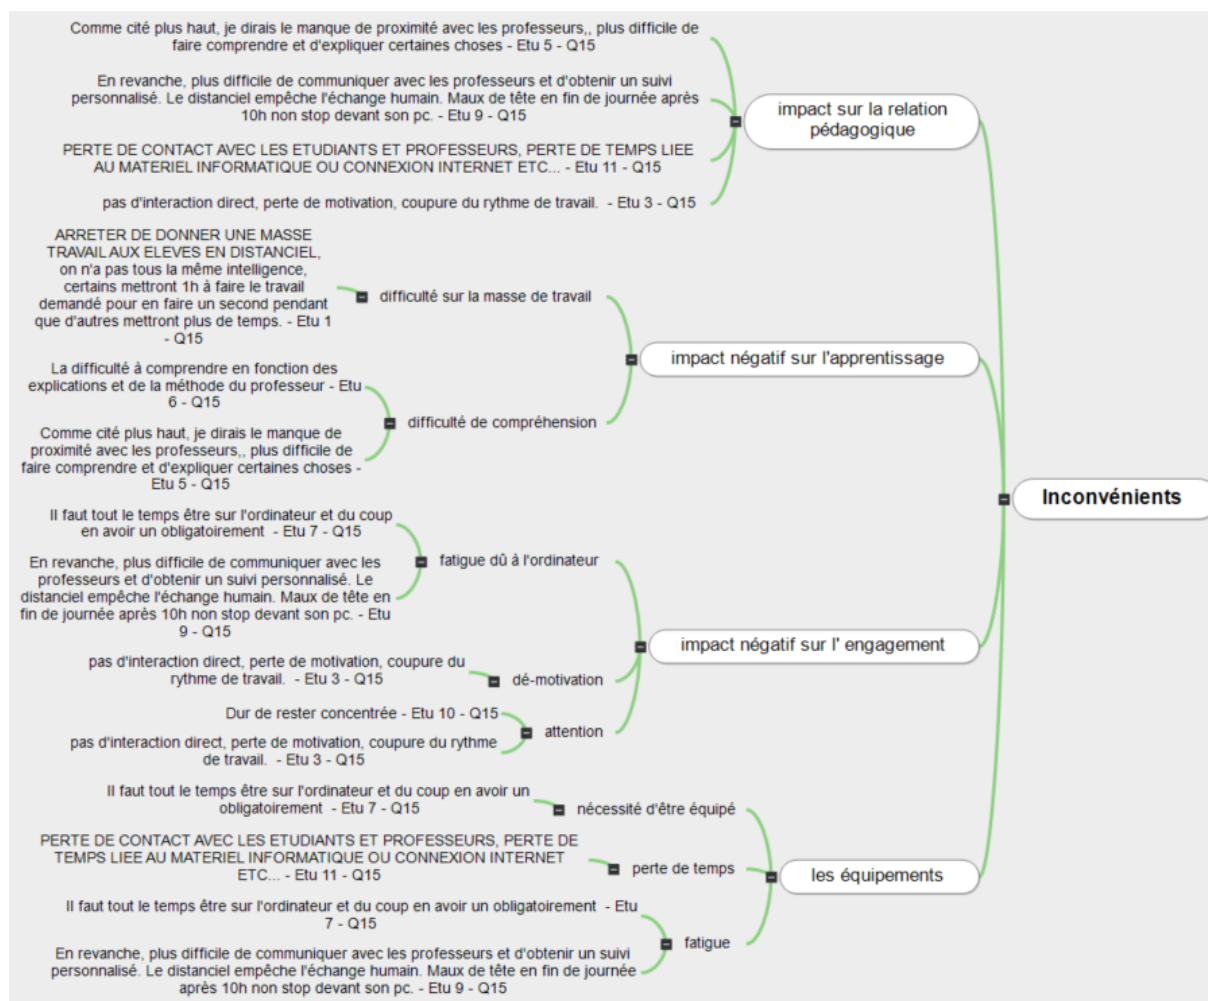 Comme cité plus haut, je dirais le manque de proximité avec les professeurs,, plus difficile de
faire comprendre et d'expliquer certaines choses - Etu 5 - Q15
En revanche, plus difficile de communiquer avec les professeurs et d'obtenir un suivi
personnalisé. Le distanciel empêche l'échange humain. Maux de tête en fin de journée après
10h non stop devant son pc. - Etu 9 - Q15
PERTE DE CONTACT AVEC LES ETUDIANTS ET PROFESSEURS, PERTE DE TEMPS LIEE
AU MATERIEL INFORMATIQUE OU CONNEXION INTERNET ETC... - Etu 11 - Q15
pas d'interaction direct, perte de motivation, coupure du rythme de travail. - Etu 3 - Q15
impact sur la relation
pédagogique
ARRETER DE DONNER UNE MASSE
TRAVAIL AUX ELEVES EN DISTANCIEL,
on n'a pas tous la même intelligence,
certains mettront 1h à faire le travail
demandé pour en faire un second pendant
que d'autres mettront plus de temps. - Etu 1
- Q15
difficulté sur la masse de travail
La difficulté à comprendre en fonction des
explications et de la méthode du professeur - Etu
6 - Q15
Comme cité plus haut, je dirais le manque de
proximité avec les professeurs,, plus difficile de
faire comprendre et d'expliquer certaines choses -
Etu 5 - Q15
difficulté de compréhension
impact négatif sur l'apprentissage
Inconvénients
Il faut tout le temps être sur l'ordinateur et du coup
en avoir un obligatoirement - Etu 7 - Q15
En revanche, plus difficile de communiquer avec les
professeurs et d'obtenir un suivi personnalisé. Le
distanciel empêche l'échange humain. Maux de tête en
fin de journée après 10h non stop devant son pc. - Etu
9 - Q15
fatigue dû à l'ordinateur
pas d'interaction direct, perte de motivation, coupure du
rythme de travail. - Etu 3 - Q15
dé-motivation
Dur de rester concentrée - Etu 10 - Q15
pas d'interaction direct, perte de motivation, coupure du rythme
de travail. - Etu 3 - Q15
attention
impact négatif sur l' engagement
Il faut tout le temps être sur l'ordinateur et du coup en avoir un
obligatoirement - Etu 7 - Q15
nécessité d'être équipé
PERTE DE CONTACT AVEC LES ETUDIANTS ET PROFESSEURS, PERTE DE
TEMPS LIEE AU MATERIEL INFORMATIQUE OU CONNEXION INTERNET
ETC... - Etu 11 - Q15
perte de temps
Il faut tout le temps être sur l'ordinateur et du coup en avoir un obligatoirement - Etu
7 - Q15
En revanche, plus difficile de communiquer avec les professeurs et d'obtenir un suivi
personnalisé. Le distanciel empêche l'échange humain. Maux de tête en fin de journée
après 10h non stop devant son pc. - Etu 9 - Q15
fatigue
les équipements